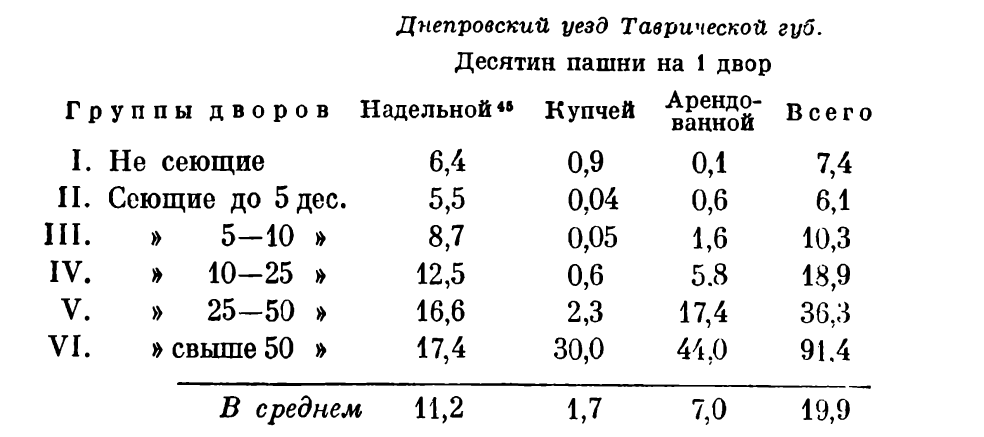 Днепровский уезд Таврической губ.
Десятин пашни на 1 двор
Группы дворов Надельной⁴⁵ Купчей Арендо-
ванной Всего
I. Не сеющие 6,4 0,9 0,1 7,4
II. Сеющие до 5 дес. 5,5 0,04 0,6 6,1
III. » 5—10 » 8,7 0,05 1,6 10,3
IV. » 10—25 » 12,5 0,6 5.8 18,9
V. » 25—50 » 16,6 2,3 17,4 36,3
VI. » свыше 50 » 17,4 30,0 44,0 91.4
В среднем 11,2 1,7 7,0 19,9